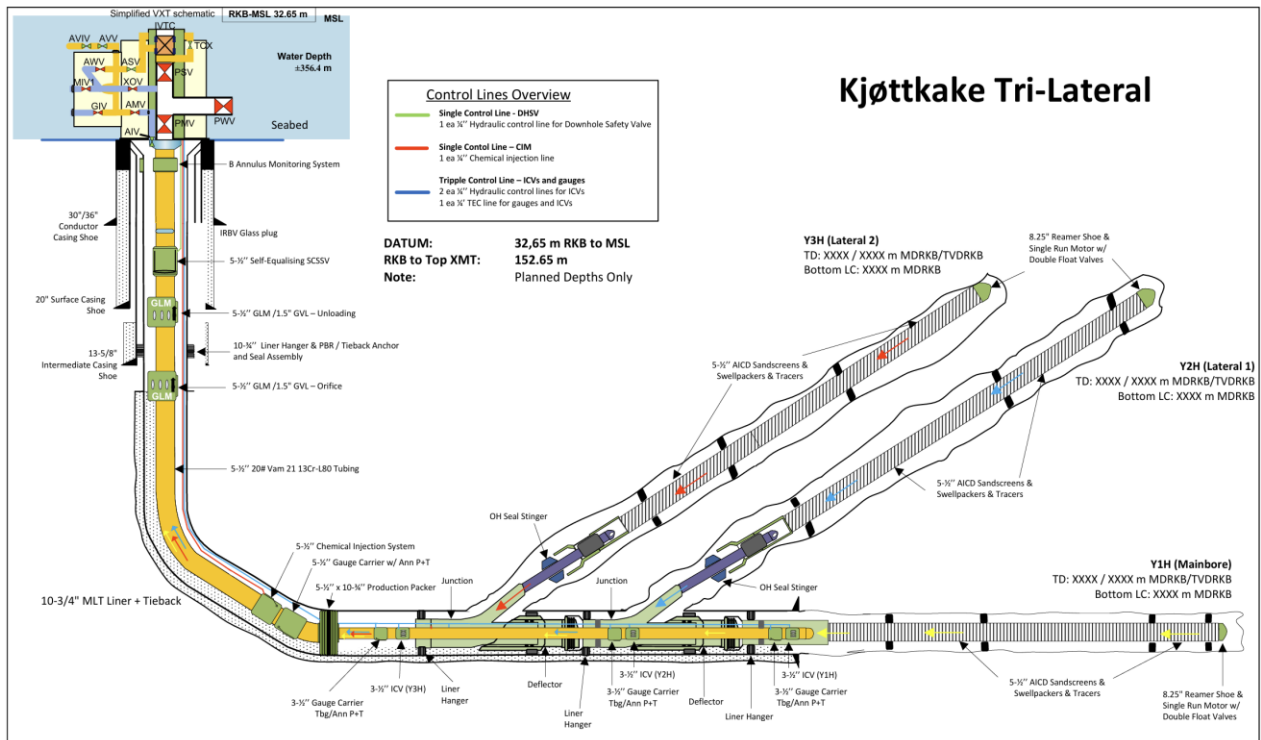 Simplified VXT schematic
RKB-MSL 32.65 m
MSL
IVTC
AVIV
AVV
TCX
AWV
ASV
PSV
Water Depth
±356.4 m
MIV1
XOV
GIV
AMV
PMV
PWV
AIV
Seabed
Kjøttkake Tri-Lateral
Control Lines Overview
Single Control Line - DHSV
1 ea ¼'' Hydraulic control line for Downhole Safety Valve
Single Contol Line – CIM
1 ea ¼'' Chemical injection line
Tripple Control Line – ICVs and gauges
2 ea ¼'' Hydraulic control lines for ICVs
1 ea ¼' TEC line for gauges and ICVs
DATUM: 32,65 m RKB to MSL
RKB to Top XMT: 152.65 m
Note: Planned Depths Only
B Annulus Monitoring System
30"/36"
Conductor
Casing Shoe
IRBV Glass plug
5-½'' Self-Equalising SCSSV
20" Surface Casing
Shoe
GLM
5-½'' GLM /1.5" GVL – Unloading
13-5/8"
Intermediate Casing
Shoe
10-¾'' Liner Hanger & PBR / Tieback Anchor
and Seal Assembly
5-½'' GLM /1.5" GVL – Orifice
GLM
5-½'' 20# Vam 21 13Cr-L80 Tubing
10-3/4" MLT Liner + Tieback
5-½'' Chemical Injection System
5-½'' Gauge Carrier w/ Ann P+T
5-½'' x 10-¾'' Production Packer
Y3H (Lateral 2)
TD: XXXX / XXXX m MDRKB/TVDRKB
Bottom LC: XXXX m MDRKB
8.25" Reamer Shoe &
Single Run Motor w/
Double Float Valves
5-½'' AICD Sandscreens &
Swellpackers & Tracers
Y2H (Lateral 1)
TD: XXXX / XXXX m MDRKB/TVDRKB
Bottom LC: XXXX m MDRKB
5-½'' AICD Sandscreens &
Swellpackers & Tracers
OH Seal Stinger
OH Seal Stinger
Junction
Junction
Y1H (Mainbore)
TD: XXXX / XXXX m MDRKB/TVDRKB
Bottom LC: XXXX m MDRKB
3-½'' Gauge Carrier
Tbg/Ann P+T
3-½'' ICV (Y3H)
Liner
Hanger
Deflector
Liner
Hanger
3-½'' ICV (Y2H)
3-½'' Gauge Carrier
Tbg/Ann P+T
Deflector
Liner Hanger
3-½'' ICV (Y1H)
3-½'' Gauge Carrier
Tbg/Ann P+T
5-½'' AICD Sandscreens &
Swellpackers & Tracers
8.25" Reamer Shoe &
Single Run Motor w/
Double Float Valves